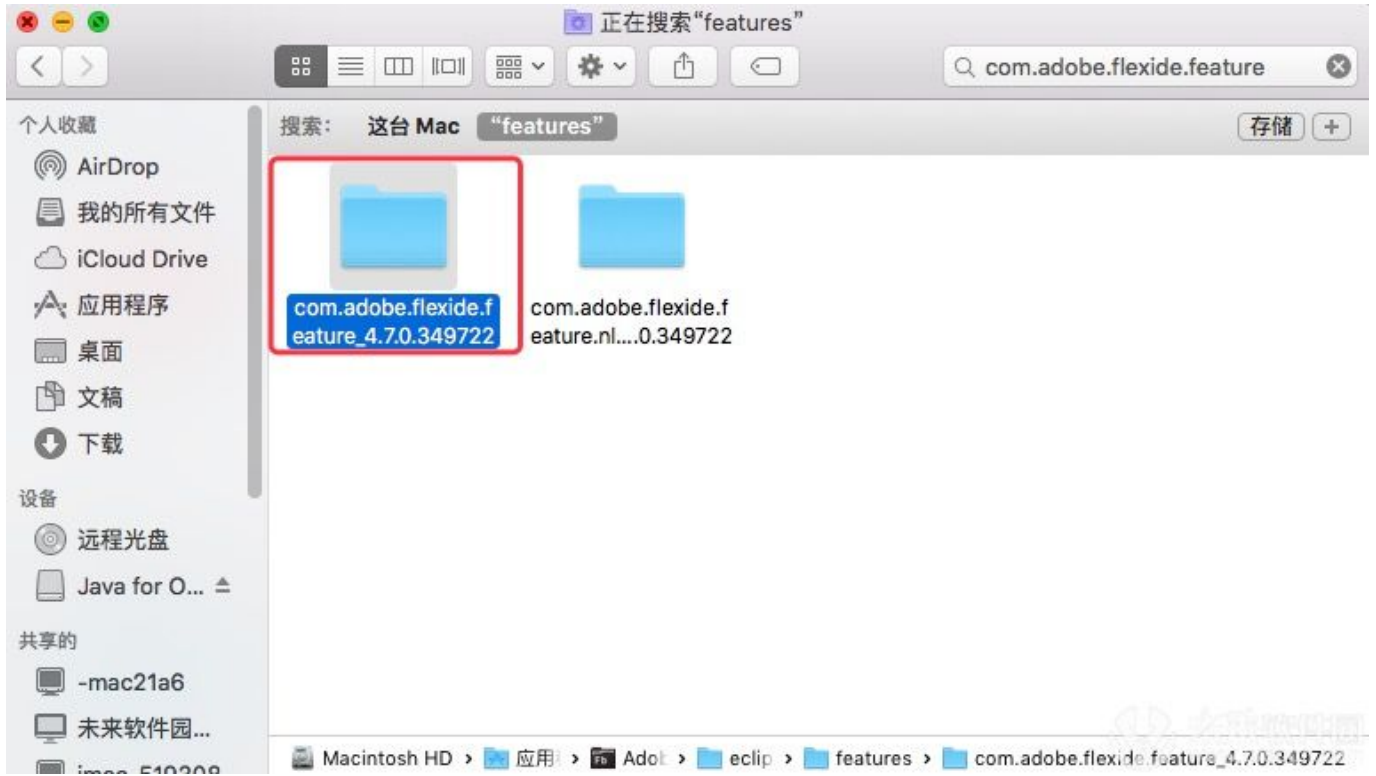 正在搜索“features”
com.adobe.flexide.feature
个人收藏
AirDrop
我的所有文件
iCloud Drive
应用程序
桌面
文稿
下载
设备
远程光盘
Java for O...
共享的
-mac21a6
未来软件园...
搜索: 这台 Mac “features” 存储 +
com.adobe.flexide.f
eature_4.7.0.349722
com.adobe.flexide.f
eature.nl....0.349722
Macintosh HD › 应用 › Adob › eclip › features › com.adobe.flexide.feature_4.7.0.349722